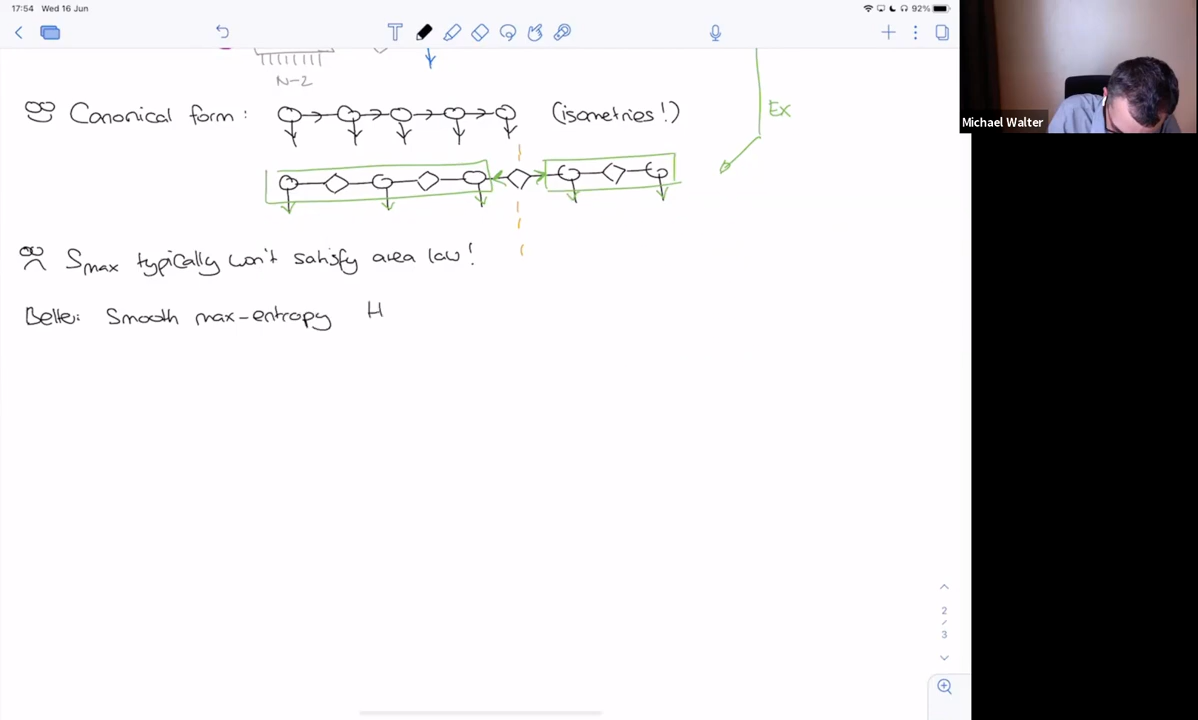 17:54 Wed 16 Jun
92%
N-2
Canonical form: (isometries!)
Ex
Michael Walter
Smax typically won't satisfy area law!
Better: Smooth max-entropy H
2
/
3